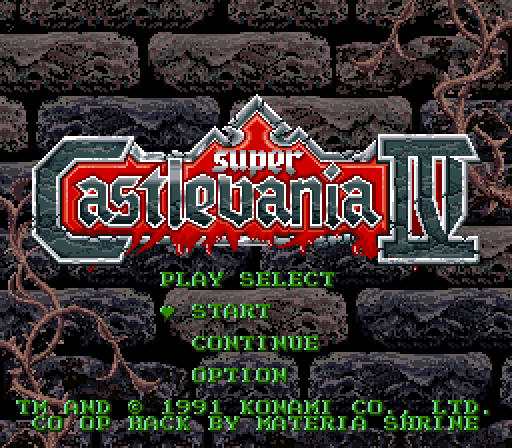 super
Castlevania IV
PLAY SELECT
START
CONTINUE
OPTION
TM AND © 1991 KONAMI CO., LTD.
CO OP HACK BY MATERIA SHRINE